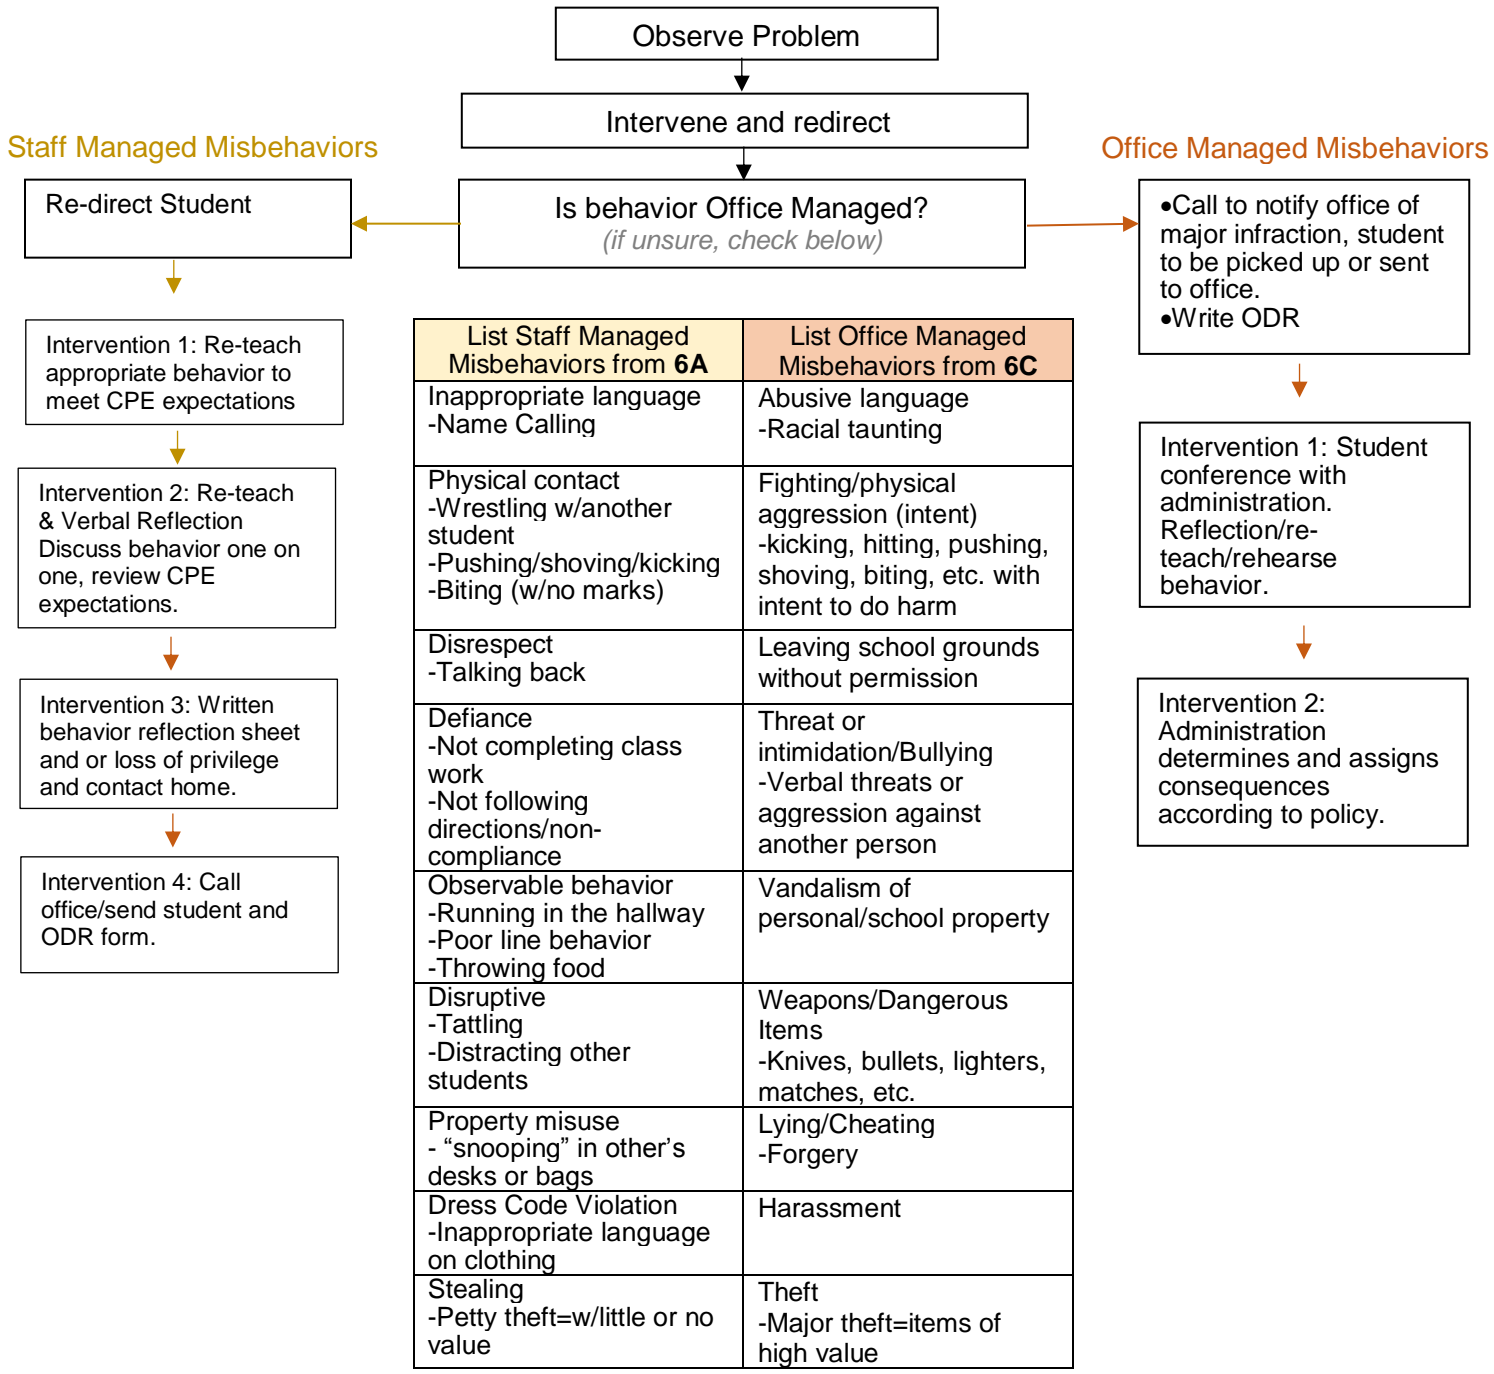 Observe Problem
Intervene and redirect
Staff Managed Misbehaviors
Office Managed Misbehaviors
Re-direct Student
Is behavior Office Managed?
(if unsure, check below)
•Call to notify office of
major infraction, student
to be picked up or sent
to office.
•Write ODR
Intervention 1: Re-teach
appropriate behavior to
meet CPE expectations
Intervention 2: Re-teach
& Verbal Reflection
Discuss behavior one on
one, review CPE
expectations.
Intervention 3: Written
behavior reflection sheet
and or loss of privilege
and contact home.
Intervention 4: Call
office/send student and
ODR form.
List Staff Managed
Misbehaviors from 6A
List Office Managed
Misbehaviors from 6C
Inappropriate language
-Name Calling
Abusive language
-Racial taunting
Physical contact
-Wrestling w/another
student
-Pushing/shoving/kicking
-Biting (w/no marks)
Fighting/physical
aggression (intent)
-kicking, hitting, pushing,
shoving, biting, etc. with
intent to do harm
Disrespect
-Talking back
Leaving school grounds
without permission
Defiance
-Not completing class
work
-Not following
directions/non-
compliance
Threat or
intimidation/Bullying
-Verbal threats or
aggression against
another person
Observable behavior
-Running in the hallway
-Poor line behavior
-Throwing food
Vandalism of
personal/school property
Disruptive
-Tattling
-Distracting other
students
Weapons/Dangerous
Items
-Knives, bullets, lighters,
matches, etc.
Property misuse
- “snooping” in other’s
desks or bags
Lying/Cheating
-Forgery
Dress Code Violation
-Inappropriate language
on clothing
Harassment
Stealing
-Petty theft=w/little or no
value
Theft
-Major theft=items of
high value
Intervention 1: Student
conference with
administration.
Reflection/re-
teach/rehearse
behavior.
Intervention 2:
Administration
determines and assigns
consequences
according to policy.